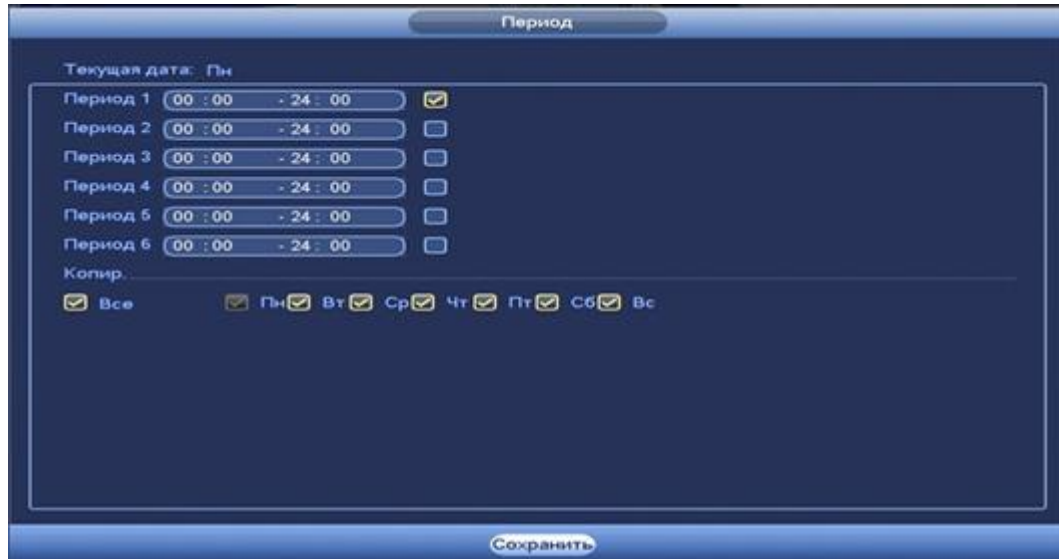 Период
Текущая дата: Пн
Период 1 00 : 00 - 24 : 00
Период 2 00 : 00 - 24 : 00
Период 3 00 : 00 - 24 : 00
Период 4 00 : 00 - 24 : 00
Период 5 00 : 00 - 24 : 00
Период 6 00 : 00 - 24 : 00
Копир.
Все Пн Вт Ср Чт Пт Сб Вс
Сохранить